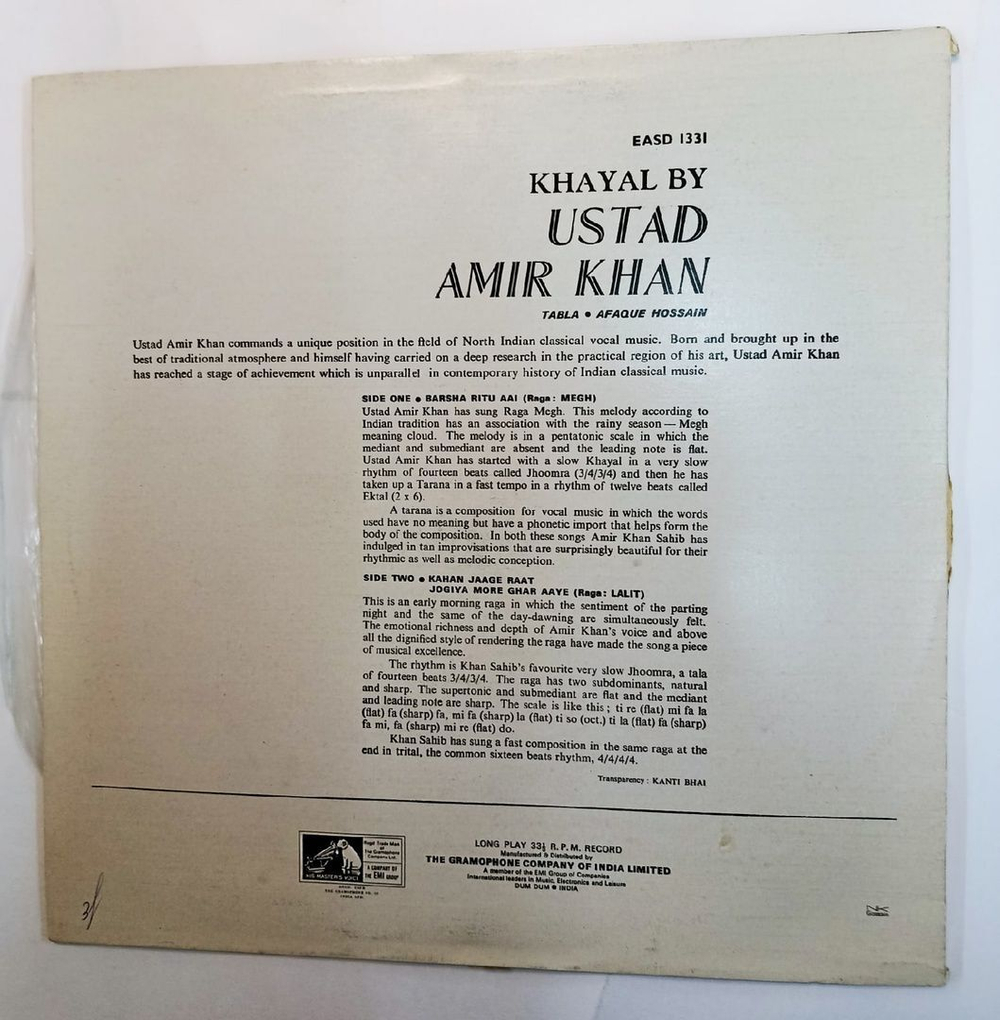 EASD 1331
KHAYAL BY
USTAD
AMIR KHAN
TABLA • AFAQUE HOSSAIN
Ustad Amir Khan commands a unique position in the field of North Indian classical vocal music. Born and brought up in the
best of traditional atmosphere and himself having carried on a deep research in the practical region of his art, Ustad Amir Khan
has reached a stage of achievement which is unparallel in contemporary history of Indian classical music.
SIDE ONE • BARSHA RITU AAI (Raga: MEGH)
Ustad Amir Khan has sung Raga Megh. This melody according to
Indian tradition has an association with the rainy season — Megh
meaning cloud. The melody is in a pentatonic scale in which the
mediant and submediant are absent and the leading note is flat.
Ustad Amir Khan has started with a slow Khayal in a very slow
rhythm of fourteen beats called Jhoomra (3/4/3/4) and then he has
taken up a Tarana in a fast tempo in a rhythm of twelve beats called
Ektal (2 x 6).
A tarana is a composition for vocal music in which the words
used have no meaning but have a phonetic import that helps form the
body of the composition. In both these songs Amir Khan Sahib has
indulged in tan improvisations that are surprisingly beautiful for their
rhythmic as well as melodic conception.
SIDE TWO • KAHAN JAAGE RAAT
JOGIYA MORE GHAR AAYE (Raga: LALIT)
This is an early morning raga in which the sentiment of the parting
night and the same of the day-dawning are simultaneously felt.
The emotional richness and depth of Amir Khan's voice and above
all the dignified style of rendering the raga have made the song a piece
of musical excellence.
The rhythm is Khan Sahib's favourite very slow Jhoomra, a tala
of fourteen beats 3/4/3/4. The raga has two subdominants, natural
and sharp. The supertonic and submediant are flat and the mediant
and leading note are sharp. The scale is like this; ti re (flat) mi fa la
(flat) fa (sharp) fa, mi fa (sharp) la (flat) ti so (oct.) ti la (flat) fa (sharp)
fa mi, fa (sharp) mi re (flat) do.
Khan Sahib has sung a fast composition in the same raga at the
end in trital, the common sixteen beats rhythm, 4/4/4/4.
Transparency: KANTI BHAI
HIS MASTER'S VOICE
Regd. Trade Mark
of
The Gramophone
Company Ltd.
A COMPANY OF
THE EMI GROUP
LONG PLAY 33⅓ R.P.M. RECORD
Manufactured & Distributed by
THE GRAMOPHONE COMPANY OF INDIA LIMITED
A member of the EMI Group of Companies
International leaders in Music, Electronics and Leisure
DUM DUM • INDIA